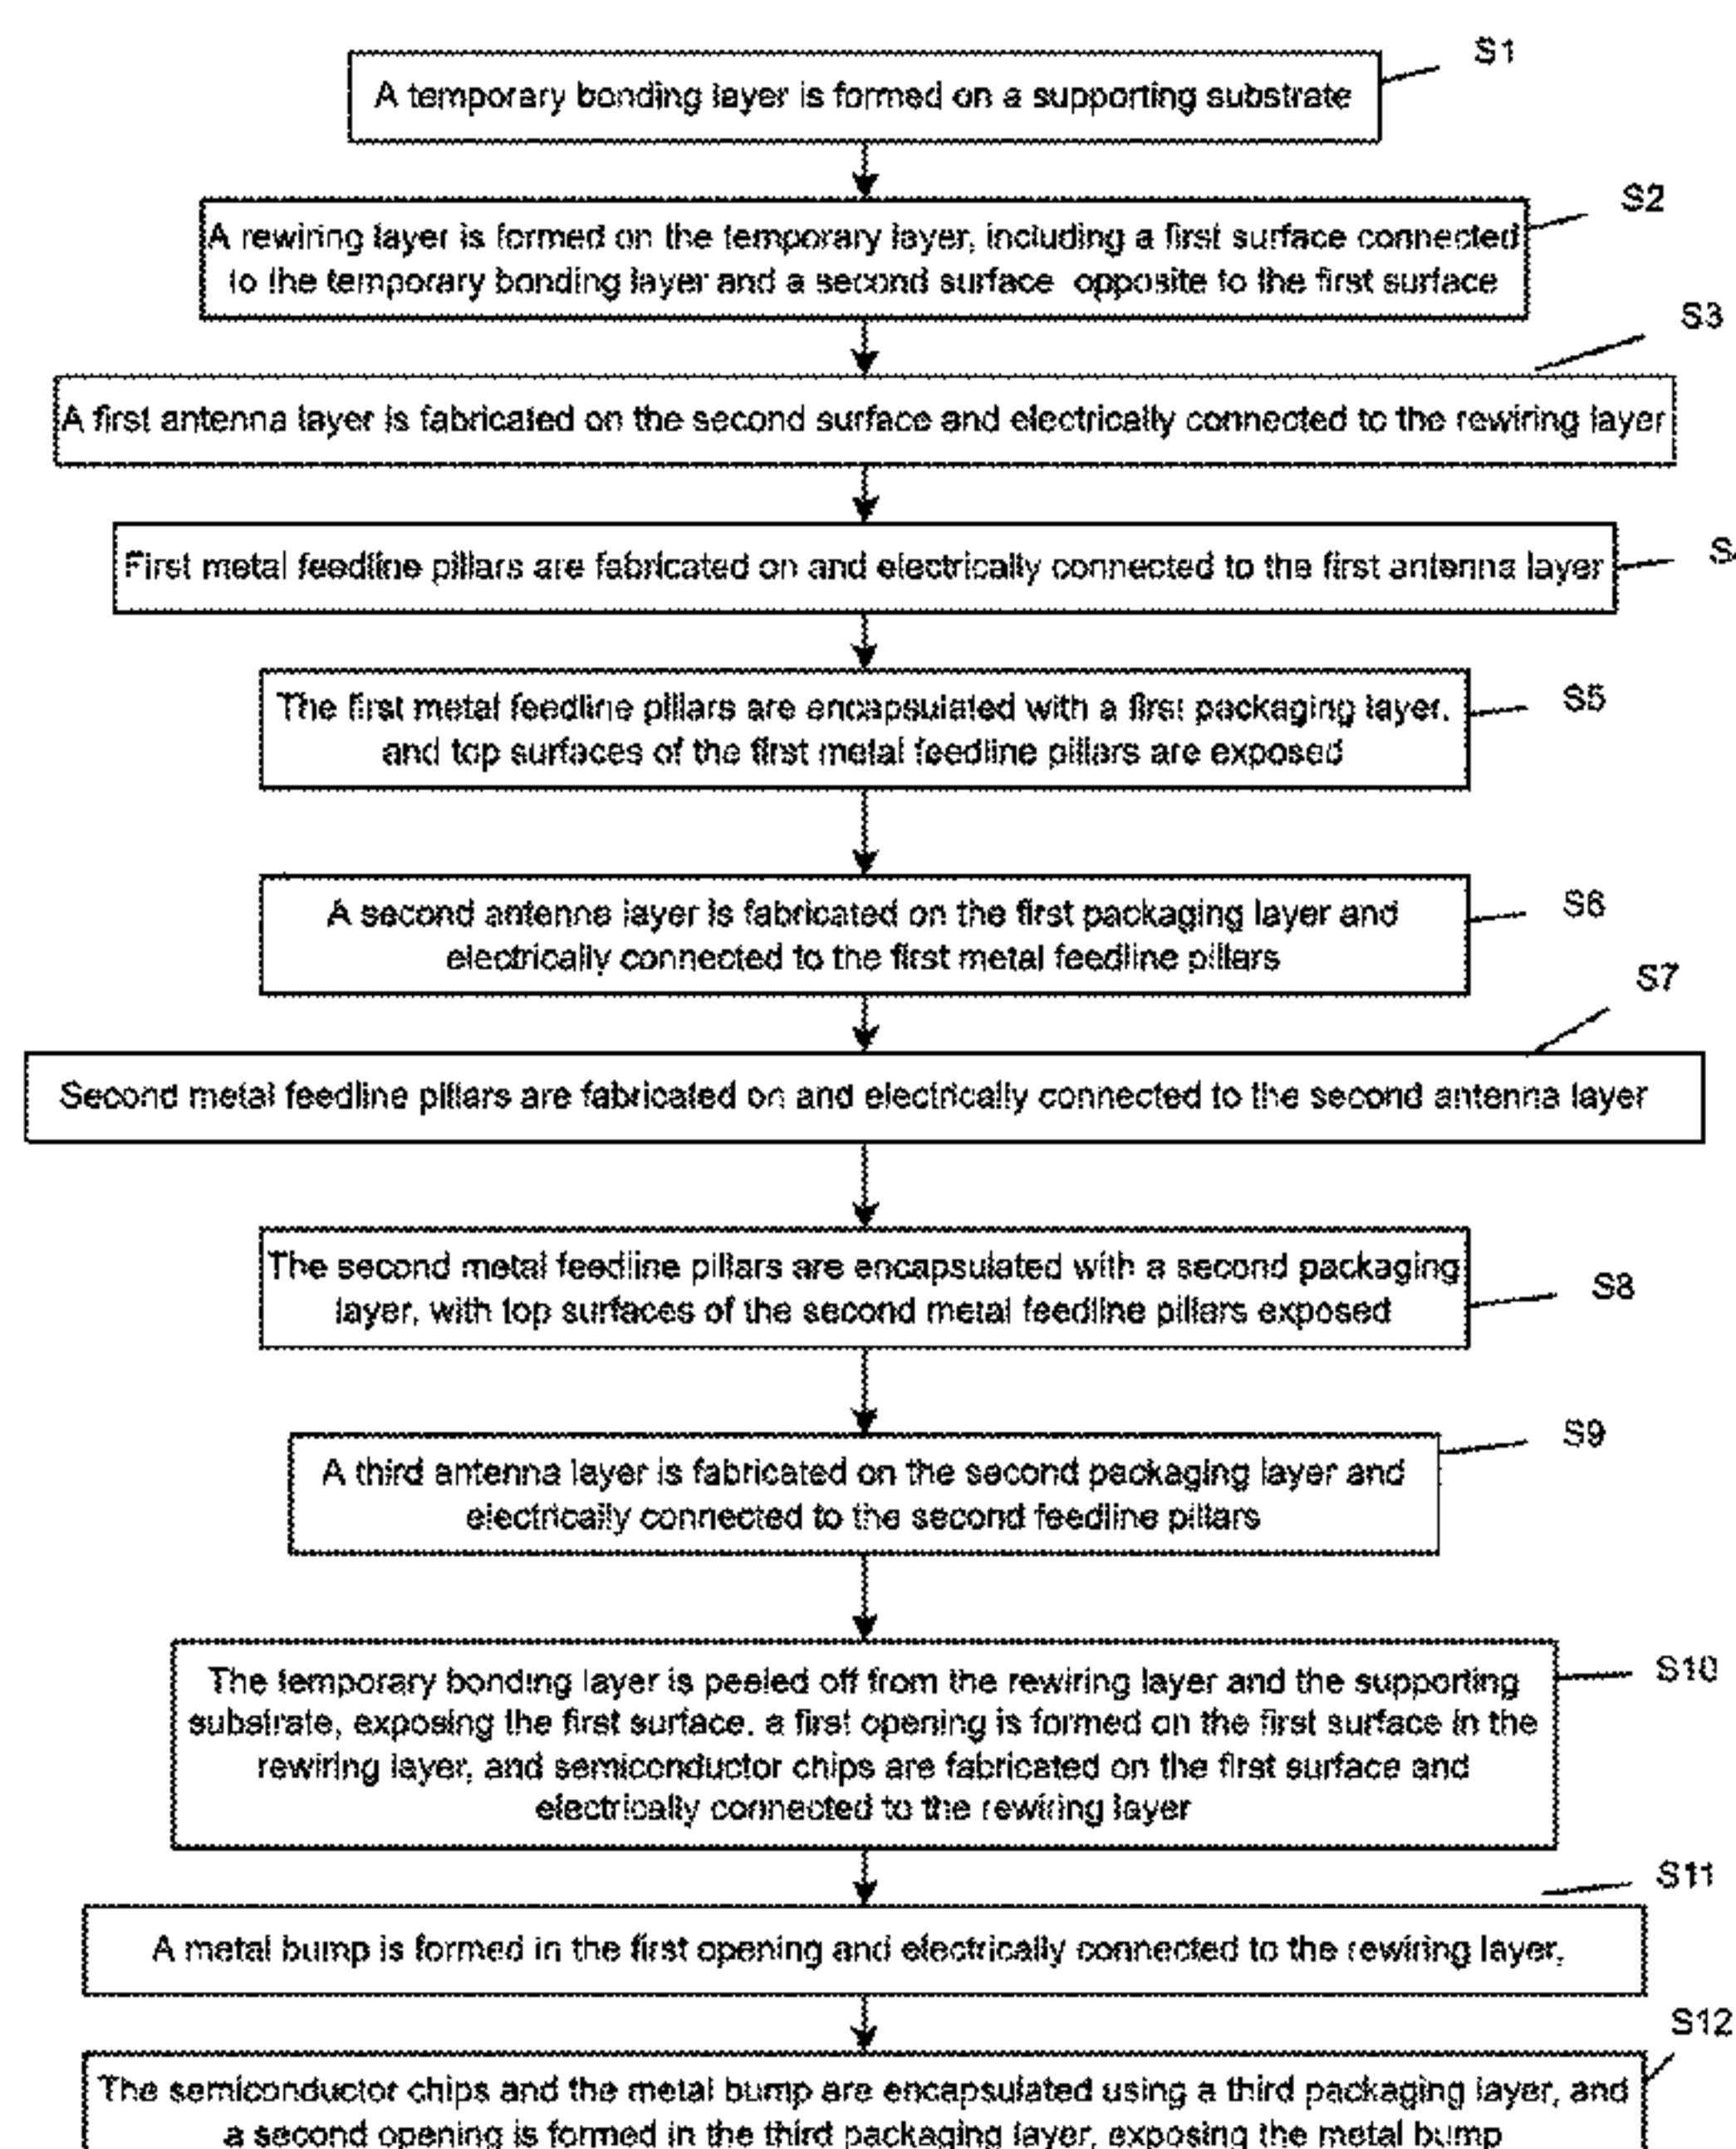 S1
A temporary bonding layer is formed on a supporting substrate
S2
A rewiring layer is formed on the temporary layer, including a first surface connected
to the temporary bonding layer and a second surface opposite to the first surface
S3
A first antenna layer is fabricated on the second surface and electrically connected to the rewiring layer
First metal feedline pillars are fabricated on and electrically connected to the first antenna layer
S5
The first metal feedline pillars are encapsulated with a first packaging layer,
and top surfaces of the first metal feedline pillars are exposed
S6
A second antenna layer is fabricated on the first packaging layer and
electrically connected to the first metal feedline pillars
S7
Second metal feedline pillars are fabricated on and electrically connected to the second antenna layer
S8
The second metal feedline pillars are encapsulated with a second packaging
layer, with top surfaces of the second metal feedline pillars exposed
S9
A third antenna layer is fabricated on the second packaging layer and
electrically connected to the second feedline pillars
S10
The temporary bonding layer is peeled off from the rewiring layer and the supporting
substrate, exposing the first surface. a first opening is formed on the first surface in the
rewiring layer, and semiconductor chips are fabricated on the first surface and
electrically connected to the rewiring layer
S11
A metal bump is formed in the first opening and electrically connected to the rewiring layer,
S12
The semiconductor chips and the metal bump are encapsulated using a third packaging layer, and
a second opening is formed in the third packaging layer, exposing the metal bump